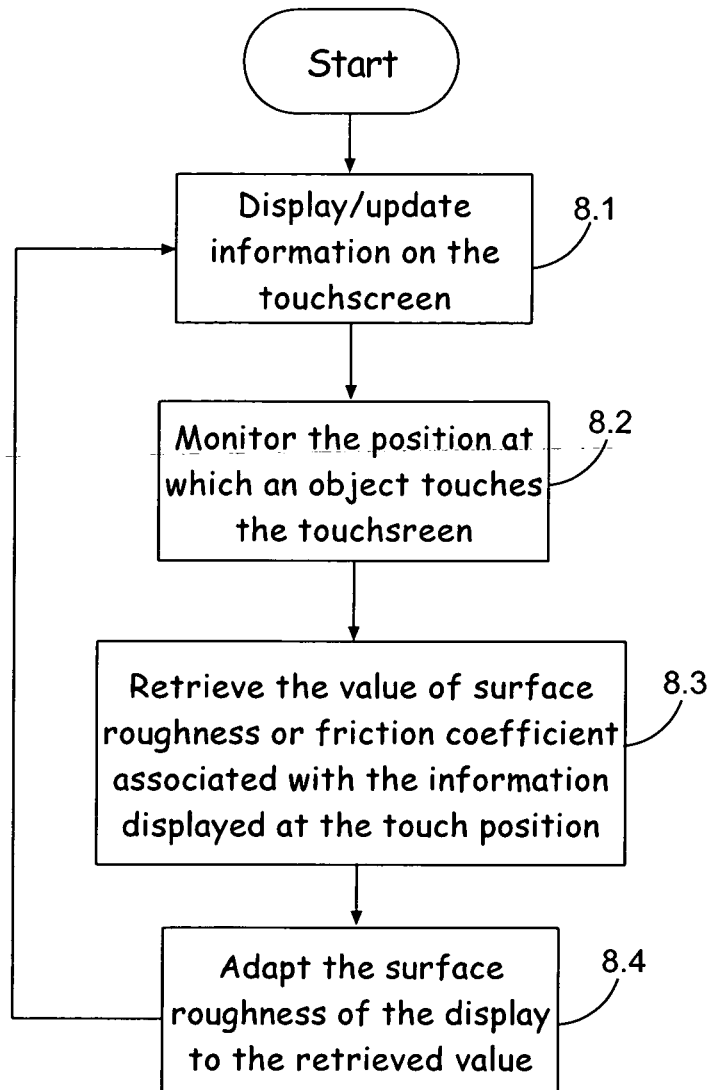 Start
Display/update
information on the
touchscreen
8.1
Monitor the position at
which an object touches
the touchsreen
8.2
Retrieve the value of surface
roughness or friction coefficient
associated with the information
displayed at the touch position
8.3
Adapt the surface
roughness of the display
to the retrieved value
8.4